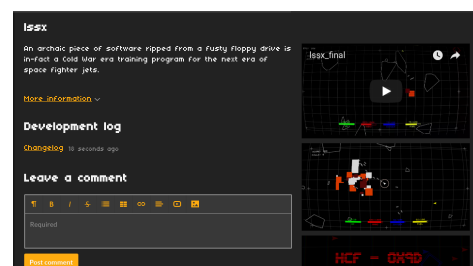 lssx
An archaic piece of software ripped from a fusty floppy drive is
in-fact a Cold War era training program for the next era of
space fighter jets.
More information
Development log
Changelog 18 seconds ago
Leave a comment
Required
Post comment
lssx_final
MCF - 0X9D